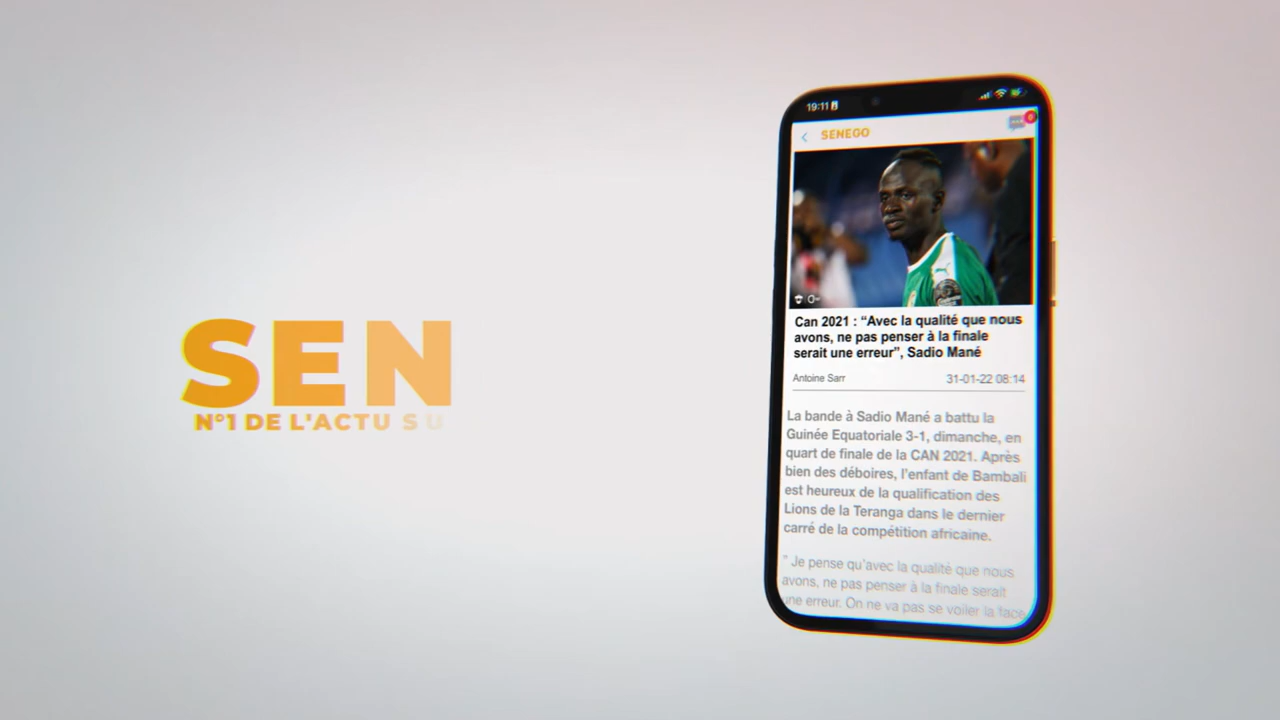 SEN
N°1 DE L'ACTU SU
19:11
SENEGO
Can 2021 : “Avec la qualité que nous
avons, ne pas penser à la finale
serait une erreur”, Sadio Mané
Antoine Sarr 31-01-22 08:14
La bande à Sadio Mané a battu la
Guinée Equatoriale 3-1, dimanche, en
quart de finale de la CAN 2021. Après
bien des déboires, l'enfant de Bambali
est heureux de la qualification des
Lions de la Teranga dans le dernier
carré de la compétition africaine.
" Je pense qu'avec la qualité que nous
avons, ne pas penser à la finale serait
une erreur. On ne va pas se voiler la face